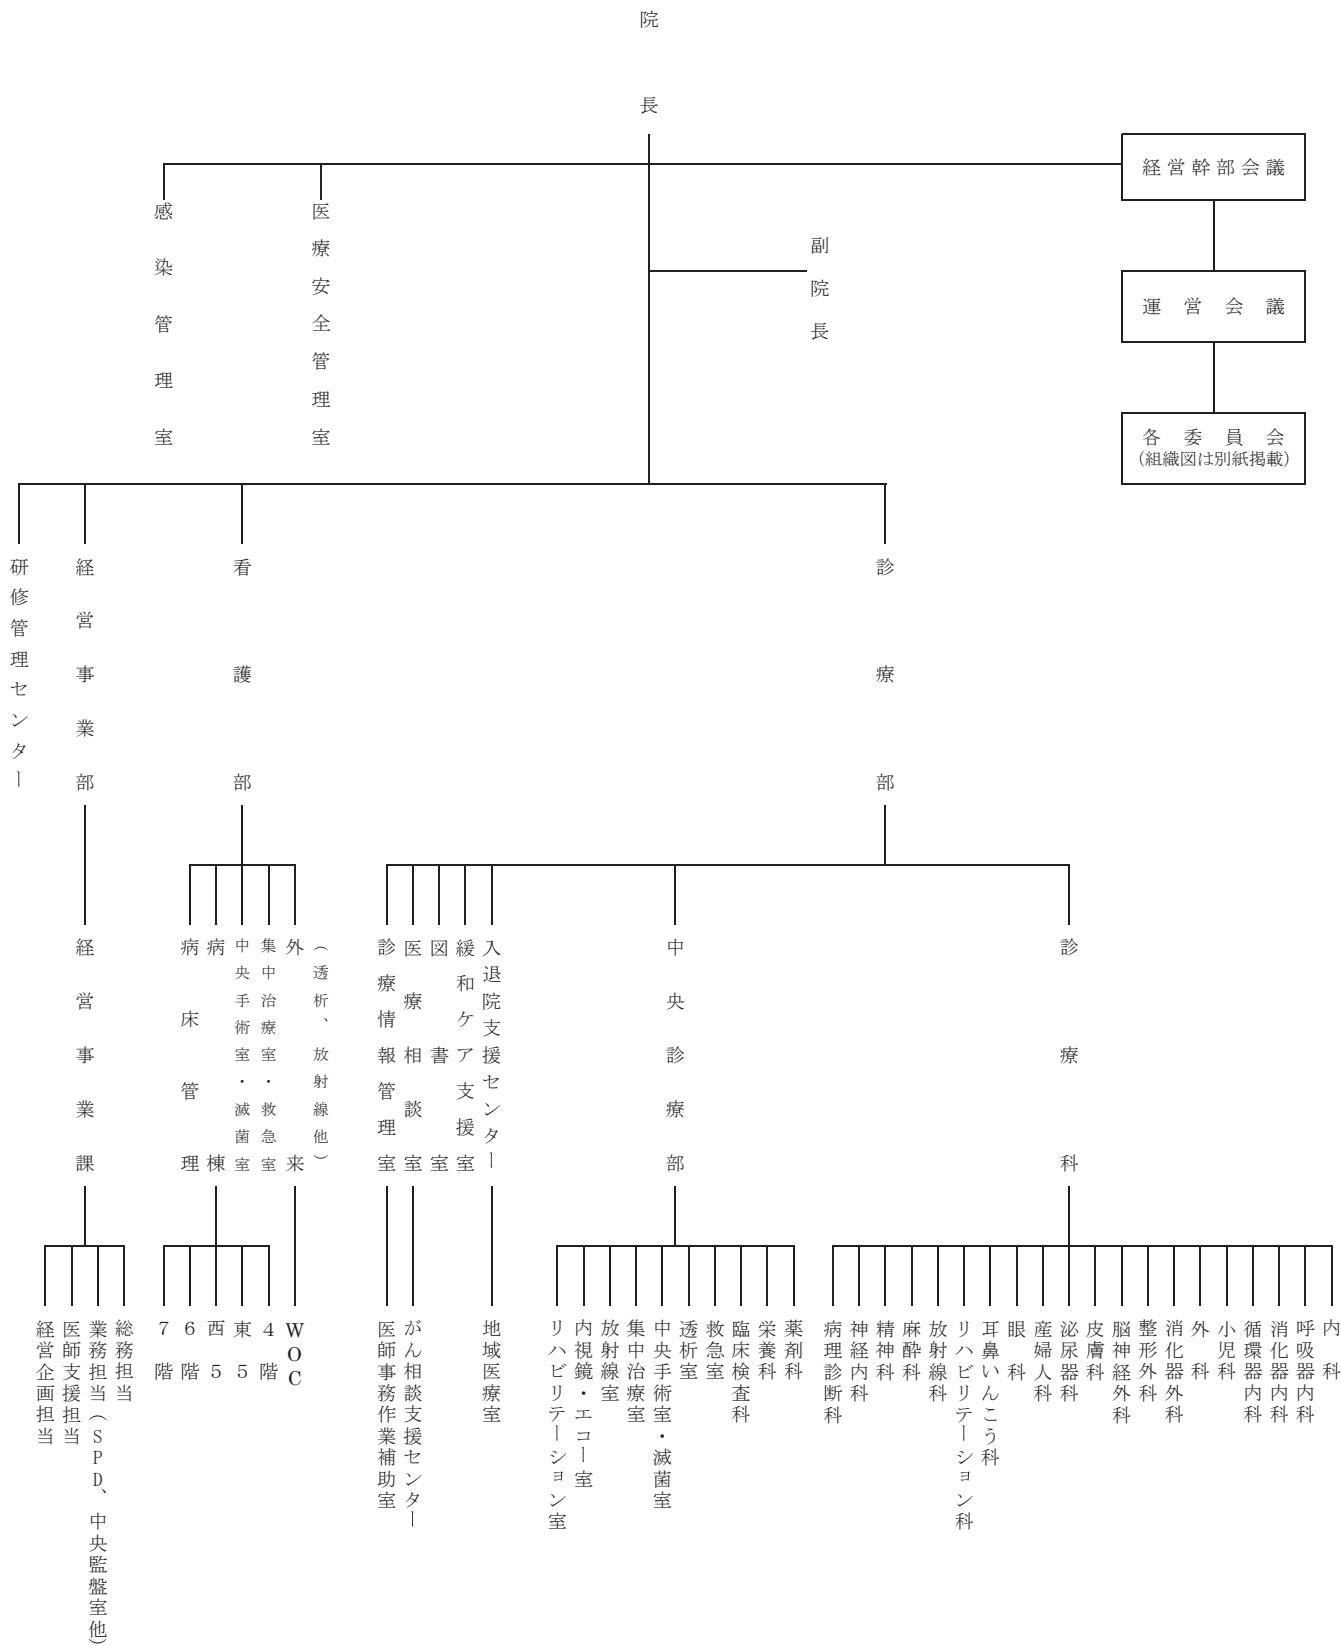 院長
経営幹部会議
運営会議
各委員会
(組織図は別紙掲載)
副院長
医療安全管理室
感染管理室
診療部
看護部
経営事業部
研修管理センター
診療科
中央診療部
入退院支援センター
緩和ケア支援室
図書室
医療相談室
診療情報管理室
(透析、放射線他)
外来
集中治療室・救急室
中央手術室・滅菌室
病棟
病床管理
経営事業課
内科
呼吸器内科
消化器内科
循環器内科
小児科
外科
消化器外科
整形外科
脳神経外科
皮膚科
泌尿器科
産婦人科
眼科
耳鼻いんこう科
リハビリテーション科
放射線科
麻酔科
精神科
神経内科
病理診断科
薬剤科
栄養科
臨床検査科
救急室
透析室
中央手術室・滅菌室
集中治療室
放射線室
内視鏡・エコー室
リハビリテーション室
地域医療室
がん相談支援センター
医師事務作業補助室
WOC
4階
東5
西5
6階
7階
総務担当
業務担当(SPD、中央監盤室他)
医師支援担当
経営企画担当